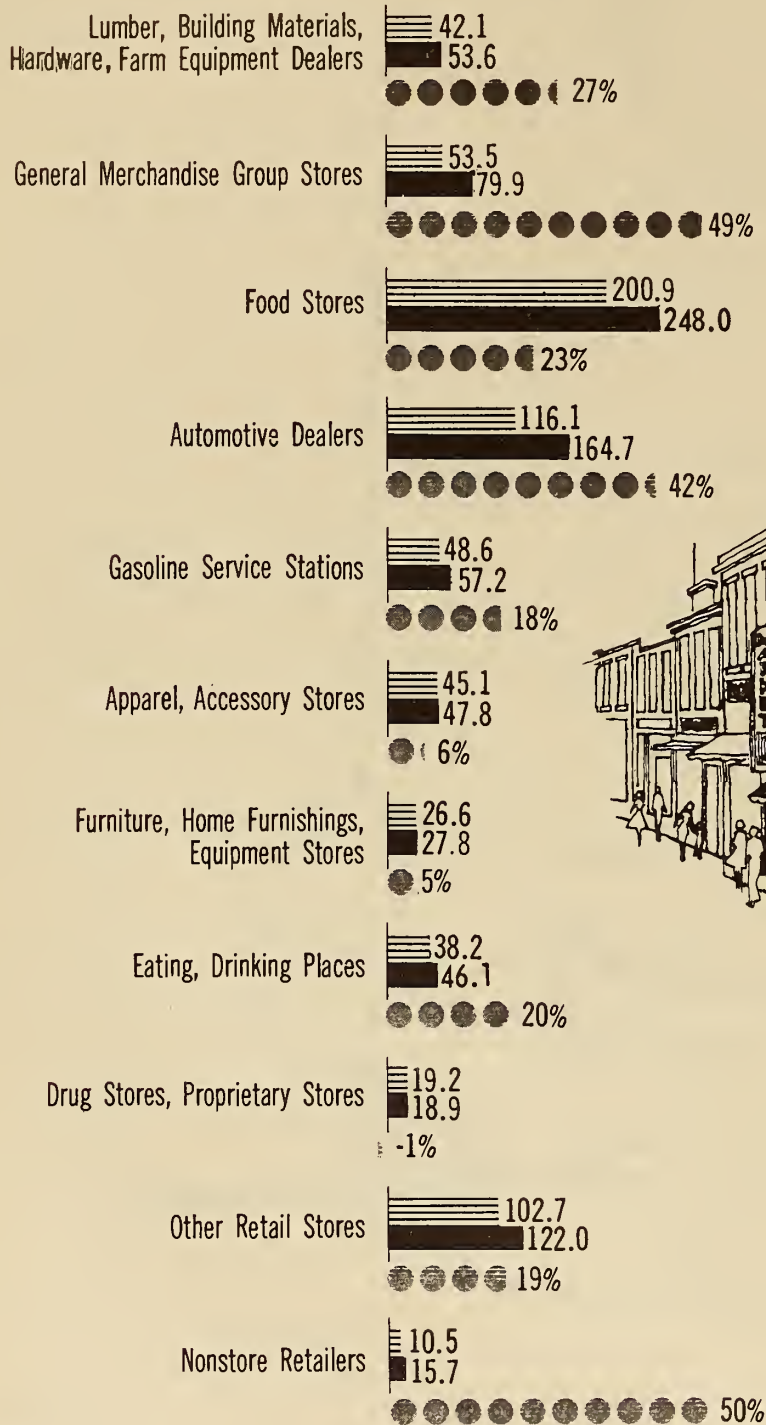 Lumber, Building Materials,
Hardware, Farm Equipment Dealers
42.1
53.6
27%
General Merchandise Group Stores
53.5
79.9
49%
Food Stores
200.9
248.0
23%
Automotive Dealers
116.1
164.7
42%
Gasoline Service Stations
48.6
57.2
18%
Apparel, Accessory Stores
45.1
47.8
6%
Furniture, Home Furnishings,
Equipment Stores
26.6
27.8
5%
Eating, Drinking Places
38.2
46.1
20%
Drug Stores, Proprietary Stores
19.2
18.9
-1%
Other Retail Stores
102.7
122.0
19%
Nonstore Retailers
10.5
15.7
50%